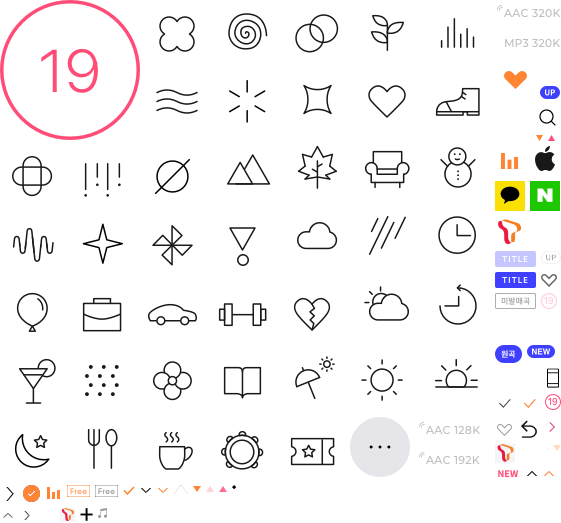 19
AAC 320K
MP3 320K
UP
N
TITLE
UP
TITLE
미발매곡
19
원곡
NEW
19
AAC 128K
AAC 192K
NEW
Free
Free